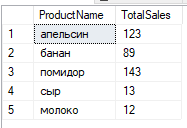 ProductName TotalSales
1 апельсин 123
2 банан 89
3 помидор 143
4 сыр 13
5 молоко 12